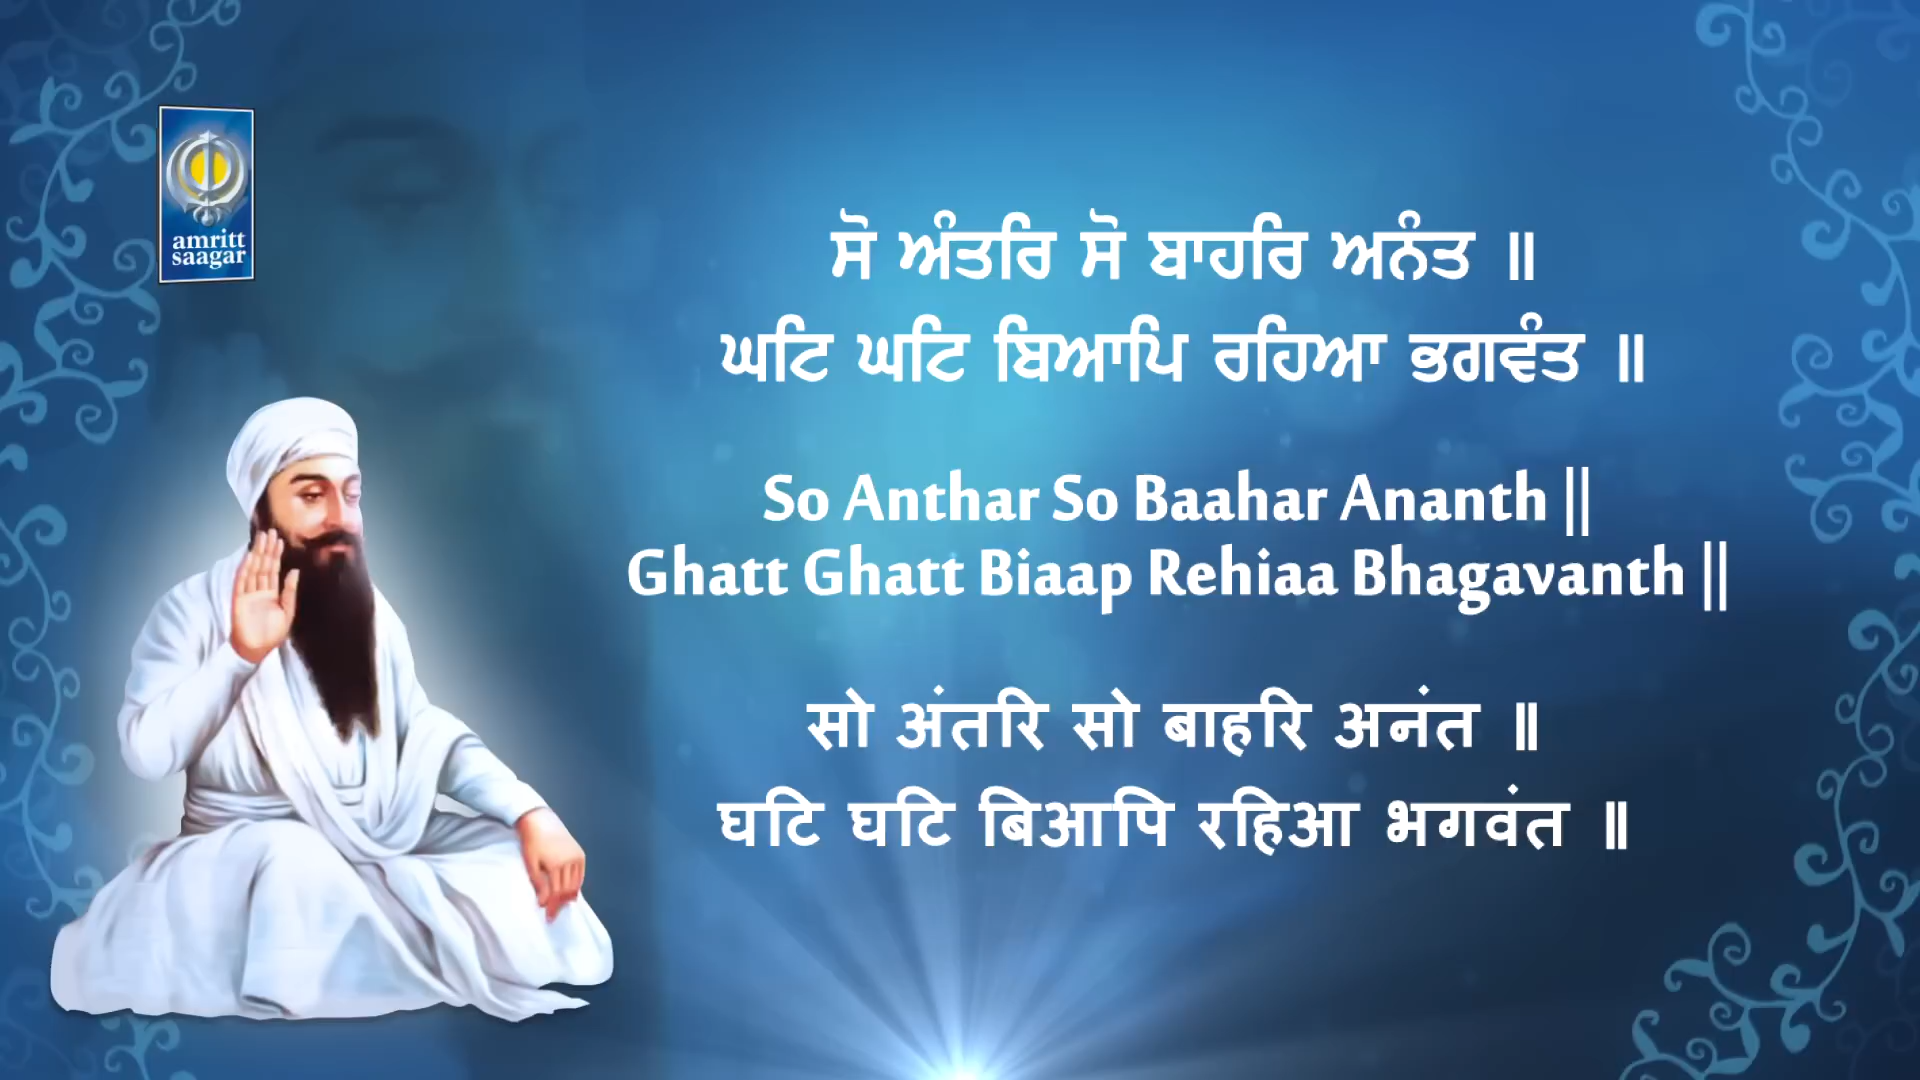 amritt
saagar
ਸੋ ਅੰਤਰਿ ਸੋ ਬਾਹਰਿ ਅਨੰਤ ॥
ਘਟਿ ਘਟਿ ਬਿਆਪਿ ਰਹਿਆ ਭਗਵੰਤ ॥
So Anthar So Baahar Ananth ||
Ghatt Ghatt Biaap Rehiaa Bhagavanth ||
सो अंतरि सो बाहरि अनंत ॥
घटि घटि बिआपि रहिआ भगवंत ॥